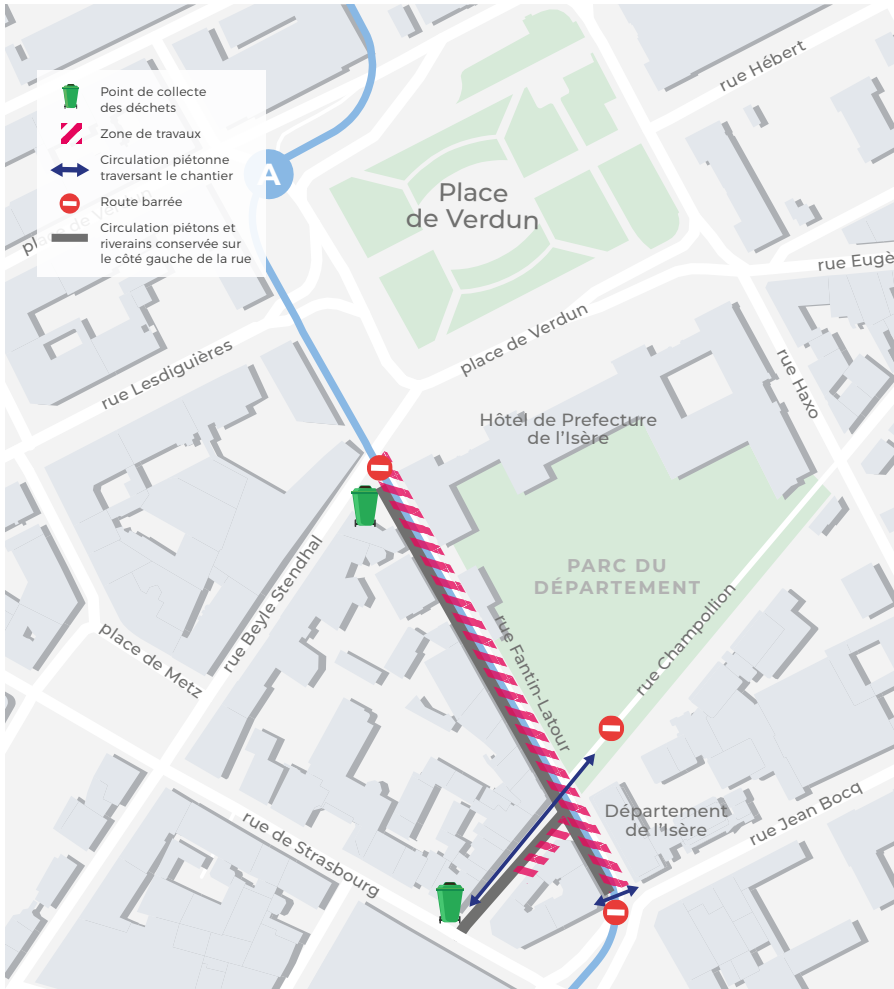 rue Hébert
Point de collecte
des déchets
Zone de travaux
Circulation piétonne
traversant le chantier
A
Route barrée
Circulation piétons et
riverains conservée sur
le côté gauche de la rue
place de Verdun
Place
de Verdun
rue Eugè
place de Verdun
rue Lesdiguières
rue Haxo
Hôtel de Prefecture
de l'Isère
PARC DU
DÉPARTEMENT
rue Beyle Stendhal
rue Fantin-Latour
rue Champollion
place de Metz
Département
de l'Isère
rue Jean Bocq
rue de Strasbourg